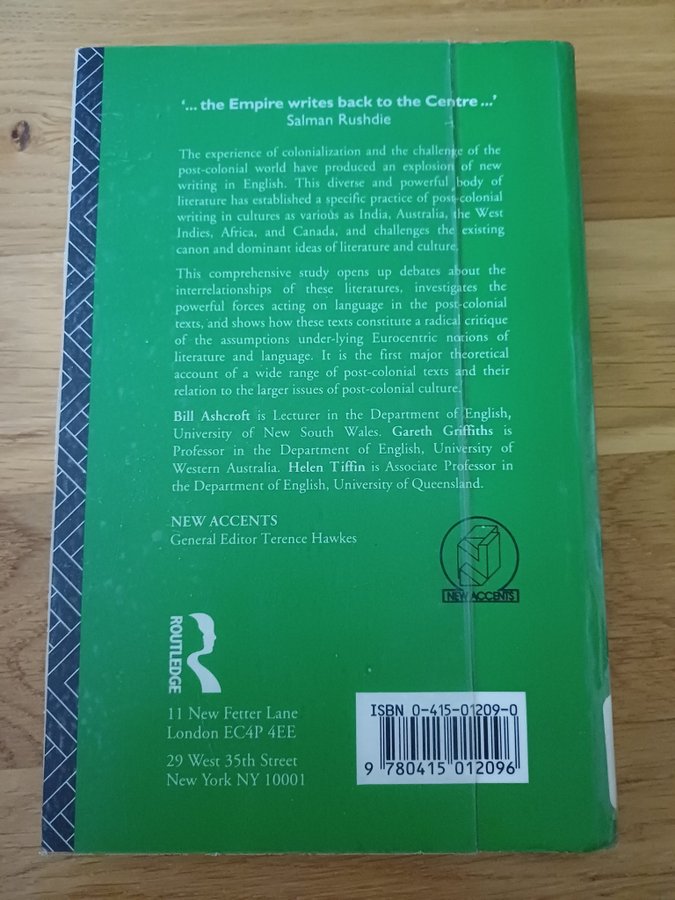 ‘... the Empire writes back to the Centre ...’
Salman Rushdie
The experience of colonialization and the challenge of the
post-colonial world have produced an explosion of new
writing in English. This diverse and powerful body of
literature has established a specific practice of post-colonial
writing in cultures as various as India, Australia, the West
Indies, Africa, and Canada, and challenges the existing
canon and dominant ideas of literature and culture.
This comprehensive study opens up debates about the
interrelationships of these literatures, investigates the
powerful forces acting on language in the post-colonial
texts, and shows how these texts constitute a radical critique
of the assumptions under-lying Eurocentric notions of
literature and language. It is the first major theoretical
account of a wide range of post-colonial texts and their
relation to the larger issues of post-colonial culture.
Bill Ashcroft is Lecturer in the Department of English,
University of New South Wales. Gareth Griffiths is
Professor in the Department of English, University of
Western Australia. Helen Tiffin is Associate Professor in
the Department of English, University of Queensland.
NEW ACCENTS
General Editor Terence Hawkes
NEW ACCENTS
ROUTLEDGE
11 New Fetter Lane
London EC4P 4EE
29 West 35th Street
New York NY 10001
ISBN 0-415-01209-0
9 780415 012096